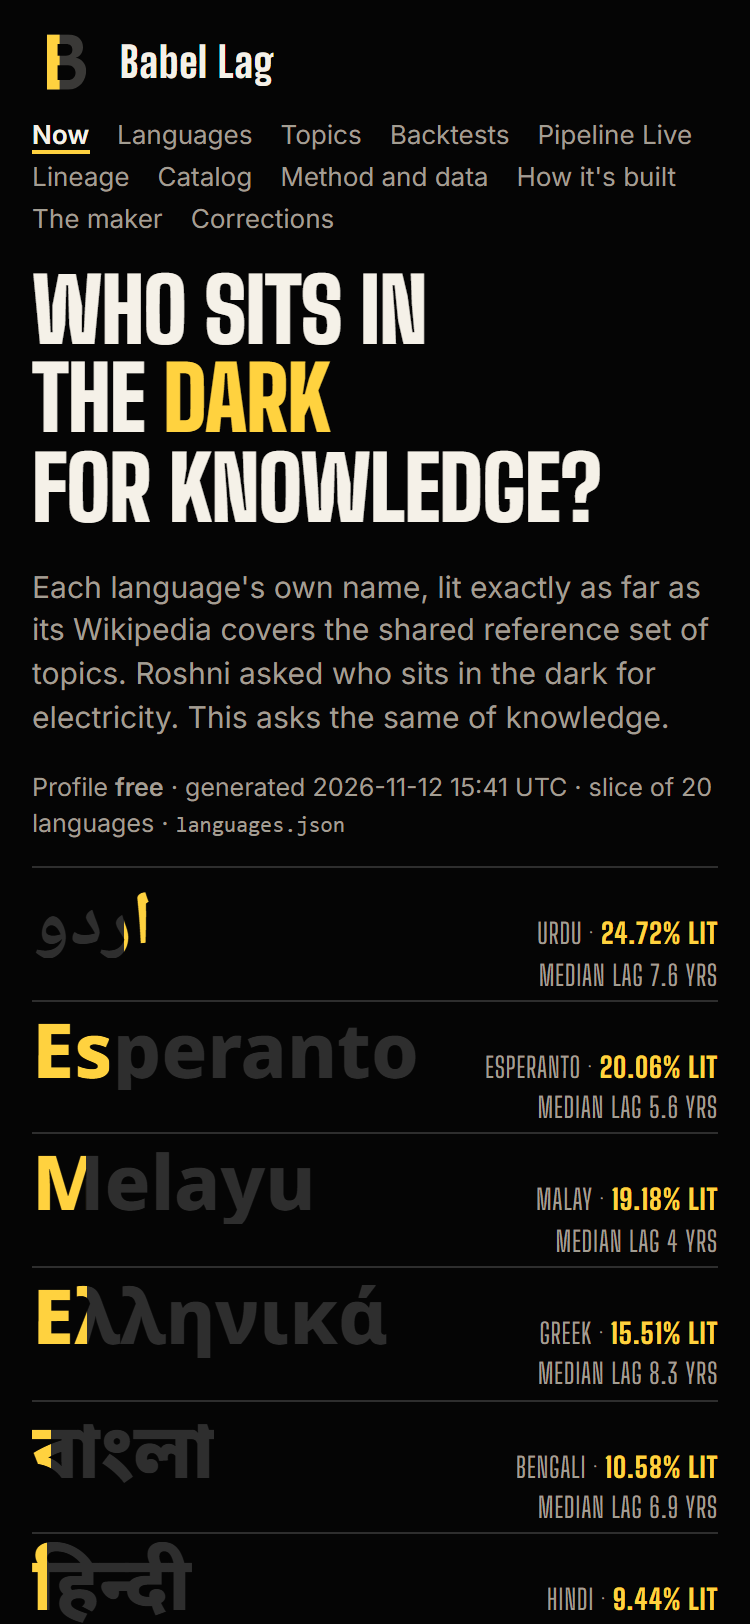 B Babel Lag
Now Languages Topics Backtests Pipeline Live
Lineage Catalog Method and data How it's built
The maker Corrections
WHO SITS IN
THE DARK
FOR KNOWLEDGE?
Each language's own name, lit exactly as far as
its Wikipedia covers the shared reference set of
topics. Roshni asked who sits in the dark for
electricity. This asks the same of knowledge.
Profile free · generated 2026-11-12 15:41 UTC · slice of 20
languages · languages.json
اردو
URDU · 24.72% LIT
MEDIAN LAG 7.6 YRS
Esperanto
ESPERANTO · 20.06% LIT
MEDIAN LAG 5.6 YRS
Melayu
MALAY · 19.18% LIT
MEDIAN LAG 4 YRS
Ελληνικά
GREEK · 15.51% LIT
MEDIAN LAG 8.3 YRS
বাংলা
BENGALI · 10.58% LIT
MEDIAN LAG 6.9 YRS
हिन्दी
HINDI · 9.44% LIT